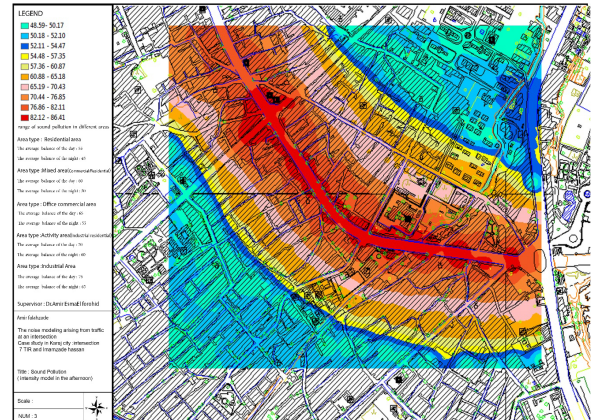 LEGEND
48.59- 50.17
50.18 - 52.10
52.11 - 54.47
54.48 - 57.35
57.36 - 60.87
60.88 - 65.18
65.19 - 70.43
70.44 - 76.85
76.86 - 82.11
82.12 - 86.41
range of sound pollution in different areas
Area type : Residential area
The average balance of the day : 55
The average balance of the night : 45
Area type :Mixed area(commercial-Residential)
The average balance of the day : 60
The average balance of the night : 50
Area type : Office commercial area
The average balance of the day : 65
The average balance of the night : 55
Area type :Activity area(industrial residential)
The average balance of the day : 70
The average balance of the night : 60
Area type :Industrial Area
The average balance of the day : 75
The average balance of the night : 65
Supervisor : Dr.Amir Esmael forohid
Amir falahzade
The noise modeling arising from traffic
at an intersection
Case study in Karaj city :intersection
7 TIR and Imamzade hassan
Title : Sound Pollution
( Intensity model in the afternoon)
Scale :
NUM : 3